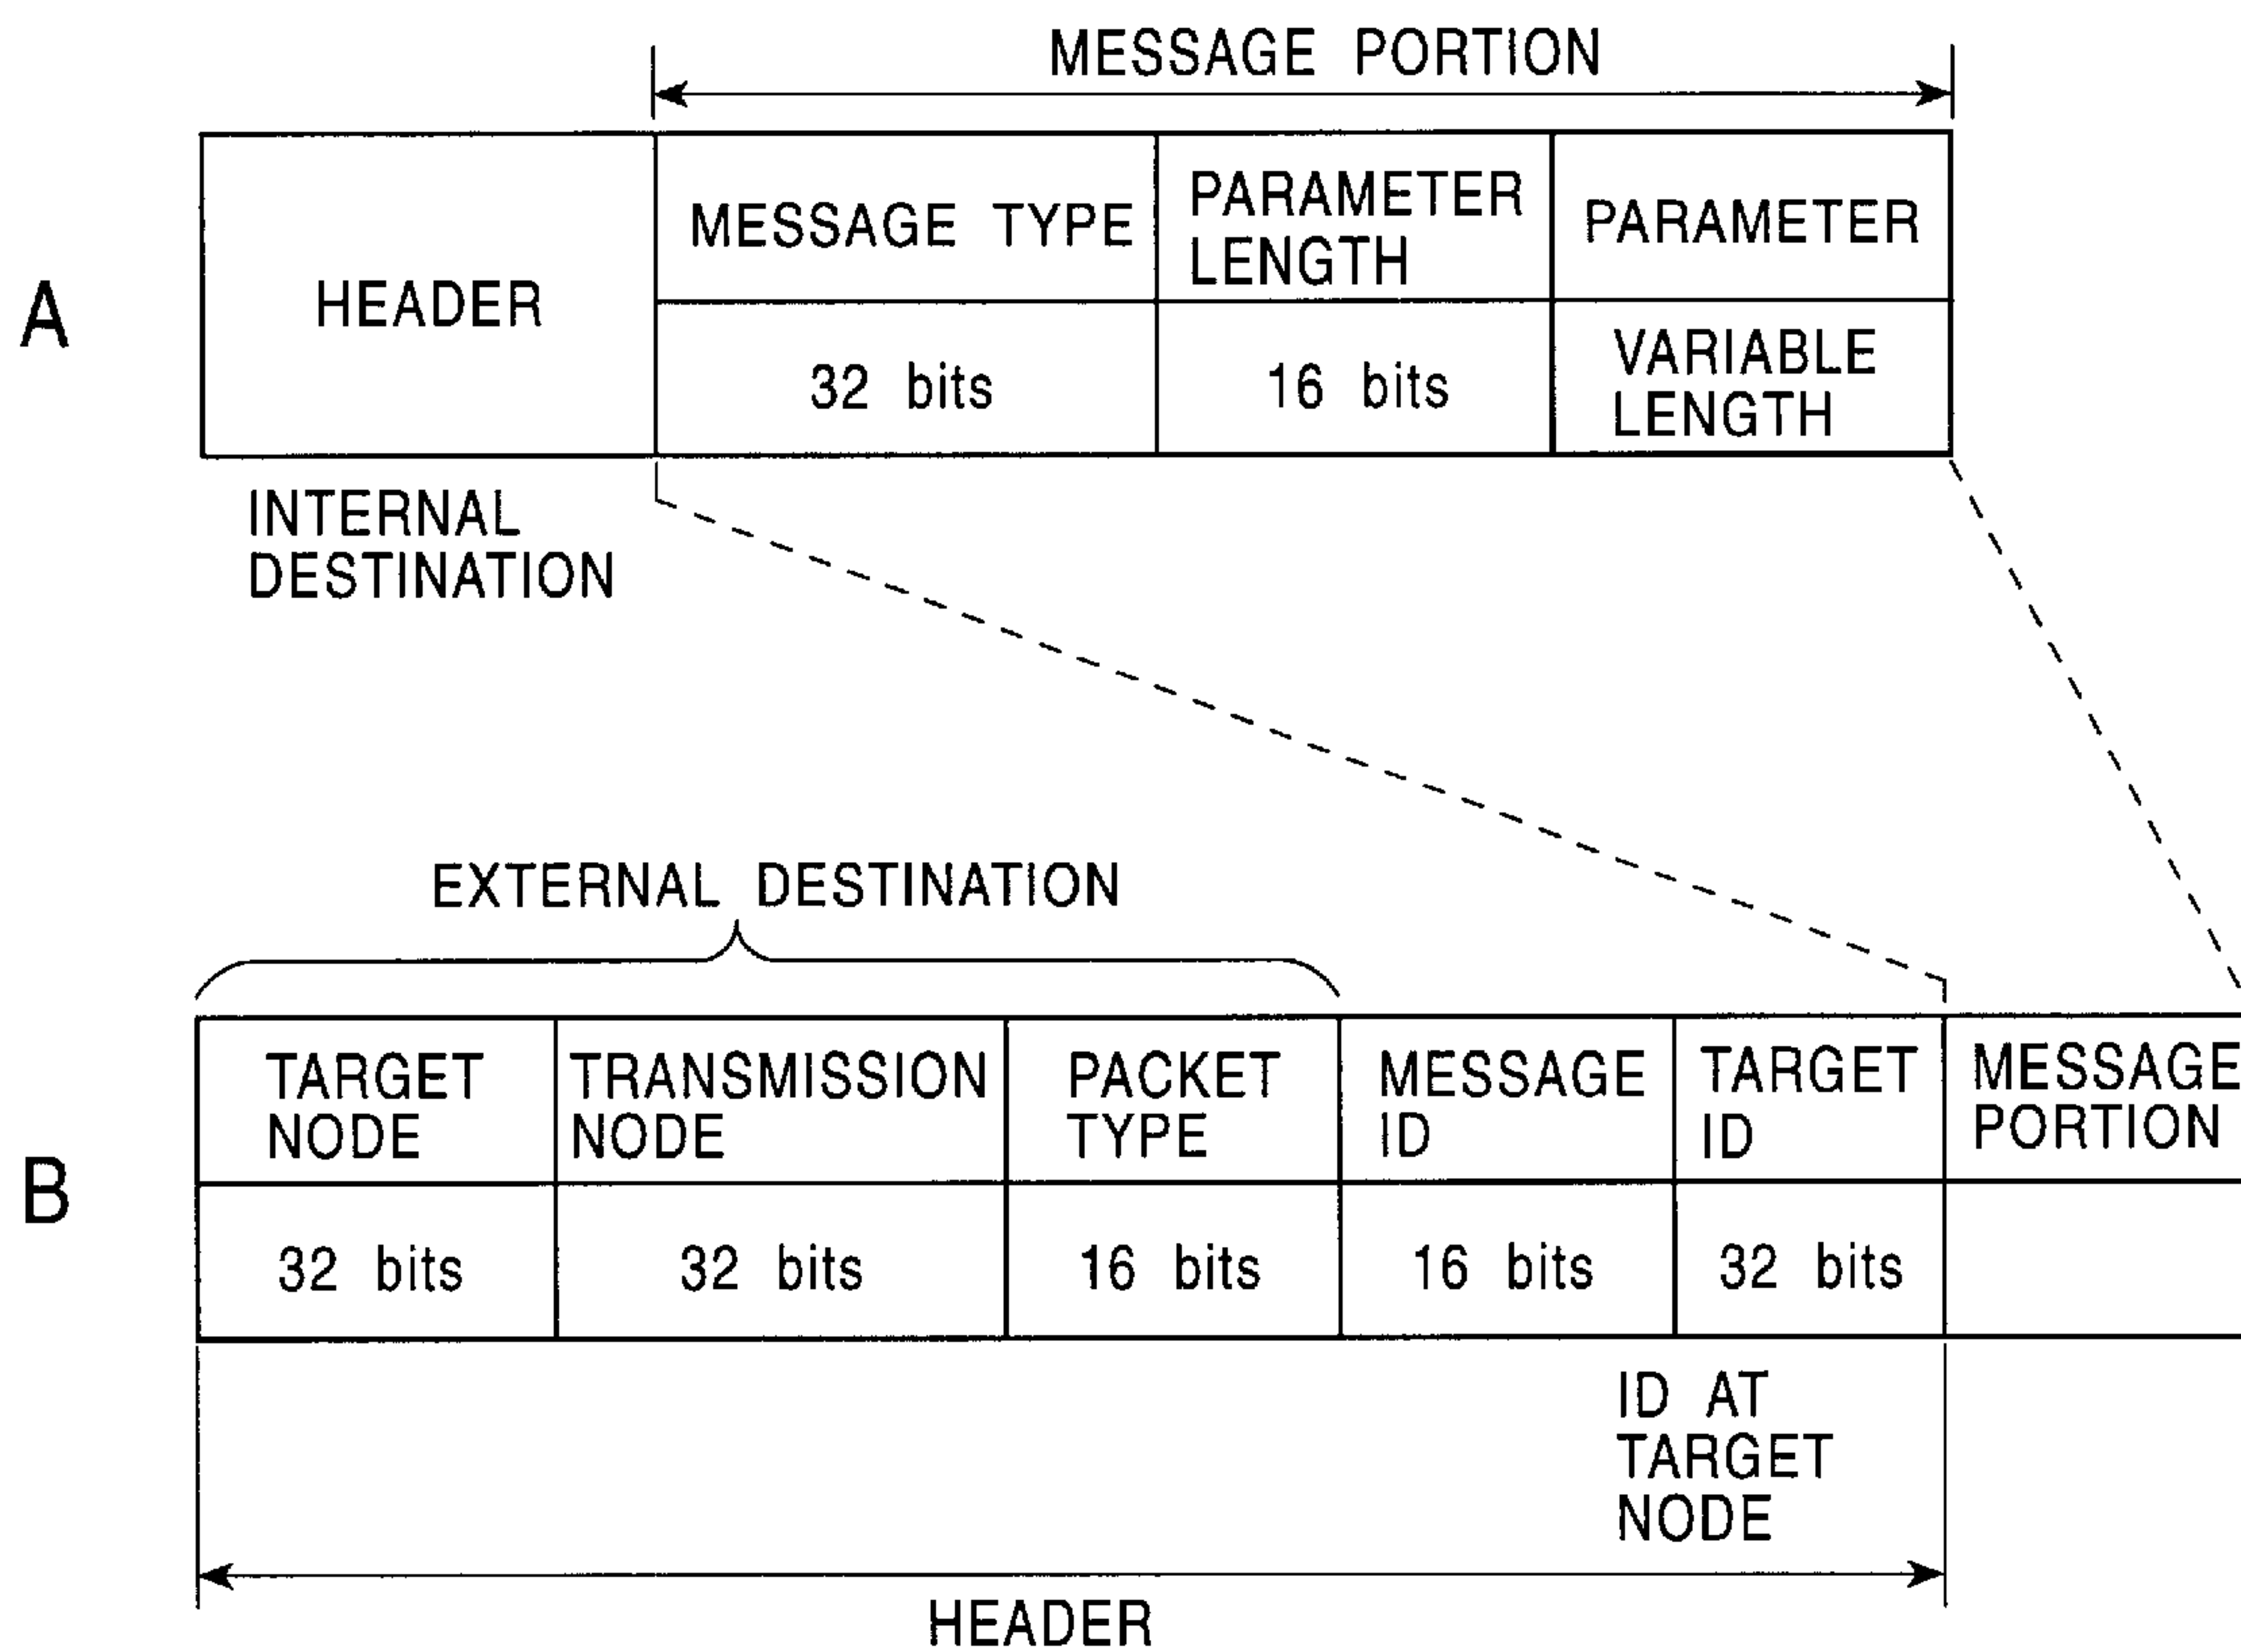 MESSAGE PORTION
A
HEADER
MESSAGE TYPE
PARAMETER
LENGTH
PARAMETER
32 bits
16 bits
VARIABLE
LENGTH
INTERNAL
DESTINATION
EXTERNAL DESTINATION
B
TARGET
NODE
TRANSMISSION
NODE
PACKET
TYPE
MESSAGE
ID
TARGET
ID
MESSAGE
PORTION
32 bits
32 bits
16 bits
16 bits
32 bits
ID AT
TARGET
NODE
HEADER